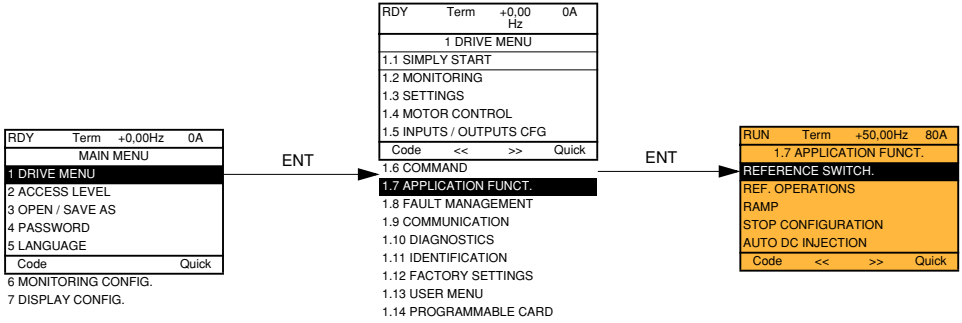 RDY Term +0,00Hz 0A
MAIN MENU
1 DRIVE MENU
2 ACCESS LEVEL
3 OPEN / SAVE AS
4 PASSWORD
5 LANGUAGE
Code Quick
6 MONITORING CONFIG.
7 DISPLAY CONFIG.
ENT
RDY Term +0,00 0A
Hz
1 DRIVE MENU
1.1 SIMPLY START
1.2 MONITORING
1.3 SETTINGS
1.4 MOTOR CONTROL
1.5 INPUTS / OUTPUTS CFG
Code << >> Quick
1.6 COMMAND
1.7 APPLICATION FUNCT.
1.8 FAULT MANAGEMENT
1.9 COMMUNICATION
1.10 DIAGNOSTICS
1.11 IDENTIFICATION
1.12 FACTORY SETTINGS
1.13 USER MENU
1.14 PROGRAMMABLE CARD
ENT
RUN Term +50,00Hz 80A
1.7 APPLICATION FUNCT.
REFERENCE SWITCH.
REF. OPERATIONS
RAMP
STOP CONFIGURATION
AUTO DC INJECTION
Code << >> Quick